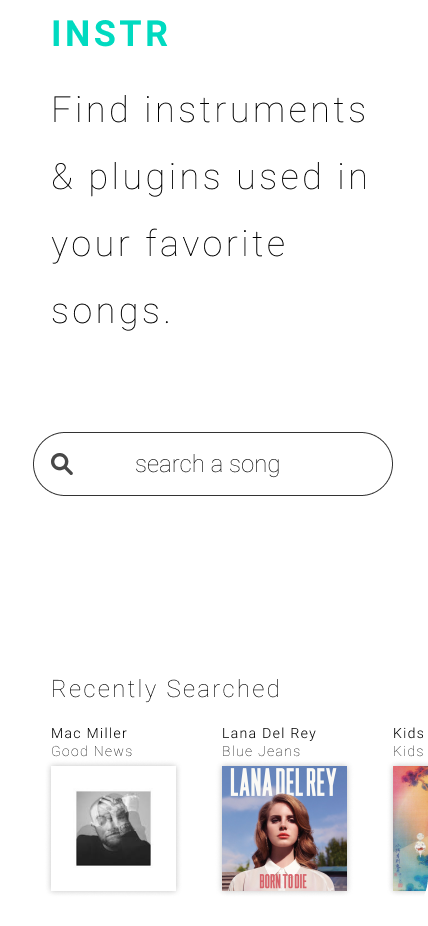 INSTR
Find instruments
& plugins used in
your favorite
songs.
search a song
Recently Searched
Mac Miller
Good News
Lana Del Rey
Blue Jeans
Kids
Kids
LANA DEL REY
BORN TO DIE